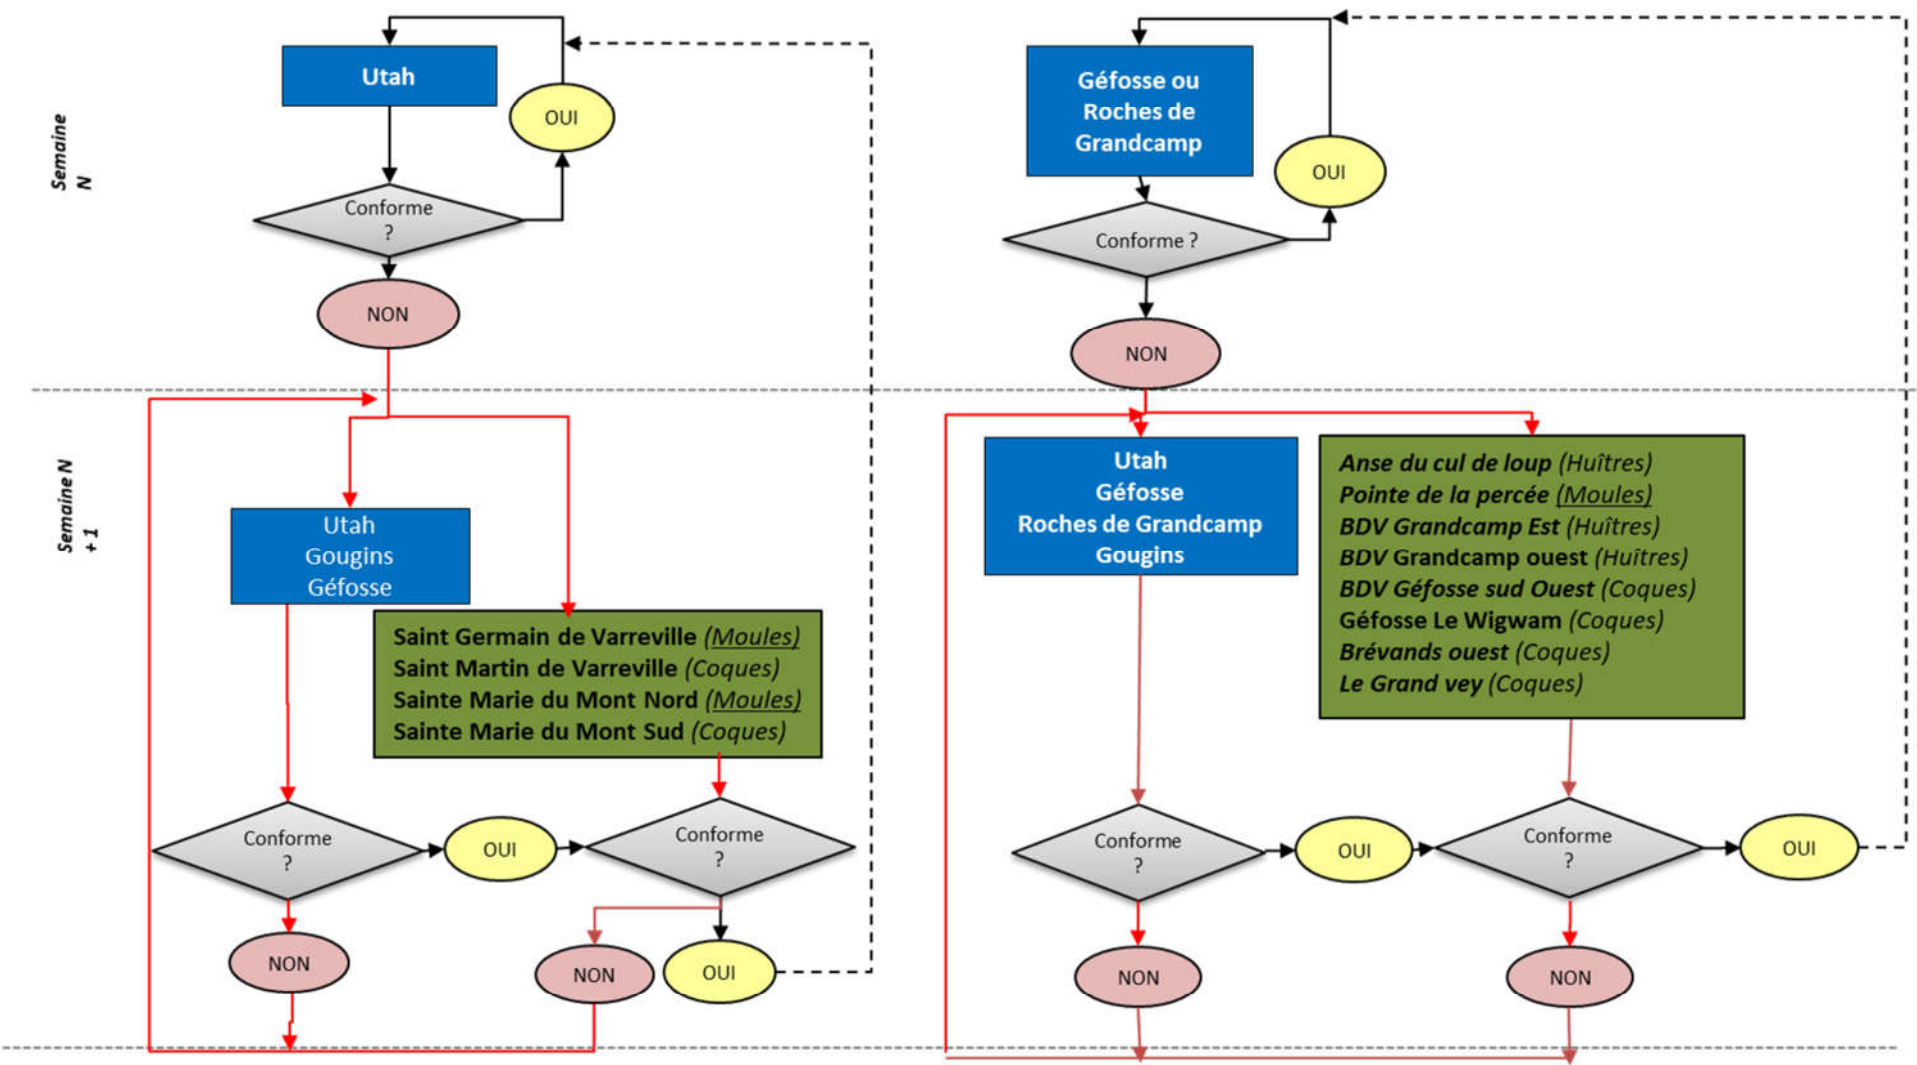 Semaine
N
Utah
OUI
Conforme
?
NON
Géfosse ou
Roches de
Grandcamp
OUI
Conforme ?
NON
Semaine N
+ 1
Utah
Gougins
Géfosse
Saint Germain de Varreville (Moules)
Saint Martin de Varreville (Coques)
Sainte Marie du Mont Nord (Moules)
Sainte Marie du Mont Sud (Coques)
Conforme
?
OUI
Conforme
?
NON
NON
OUI
Utah
Géfosse
Roches de Grandcamp
Gougins
Anse du cul de loup (Huîtres)
Pointe de la percée (Moules)
BDV Grandcamp Est (Huîtres)
BDV Grandcamp ouest (Huîtres)
BDV Géfosse sud Ouest (Coques)
Géfosse Le Wigwam (Coques)
Brévands ouest (Coques)
Le Grand vey (Coques)
Conforme
?
OUI
Conforme
?
OUI
NON
NON